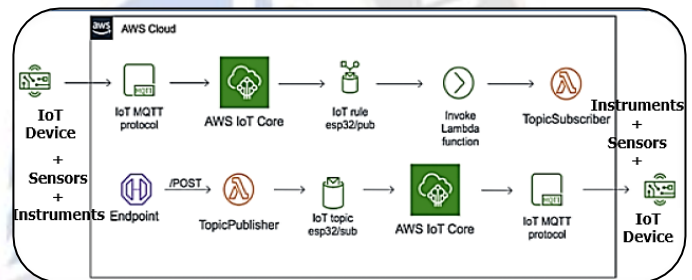 aws
AWS Cloud
IoT
Device
+
Sensors
+
Instruments
MQTT
IoT MQTT
protocol
AWS IoT Core
IoT rule
esp32/pub
Invoke
Lambda
function
TopicSubscriber
Instruments
+
Sensors
+
IoT
Device
Endpoint
/POST
TopicPublisher
IoT topic
esp32/sub
AWS IoT Core
MQTT
IoT MQTT
protocol